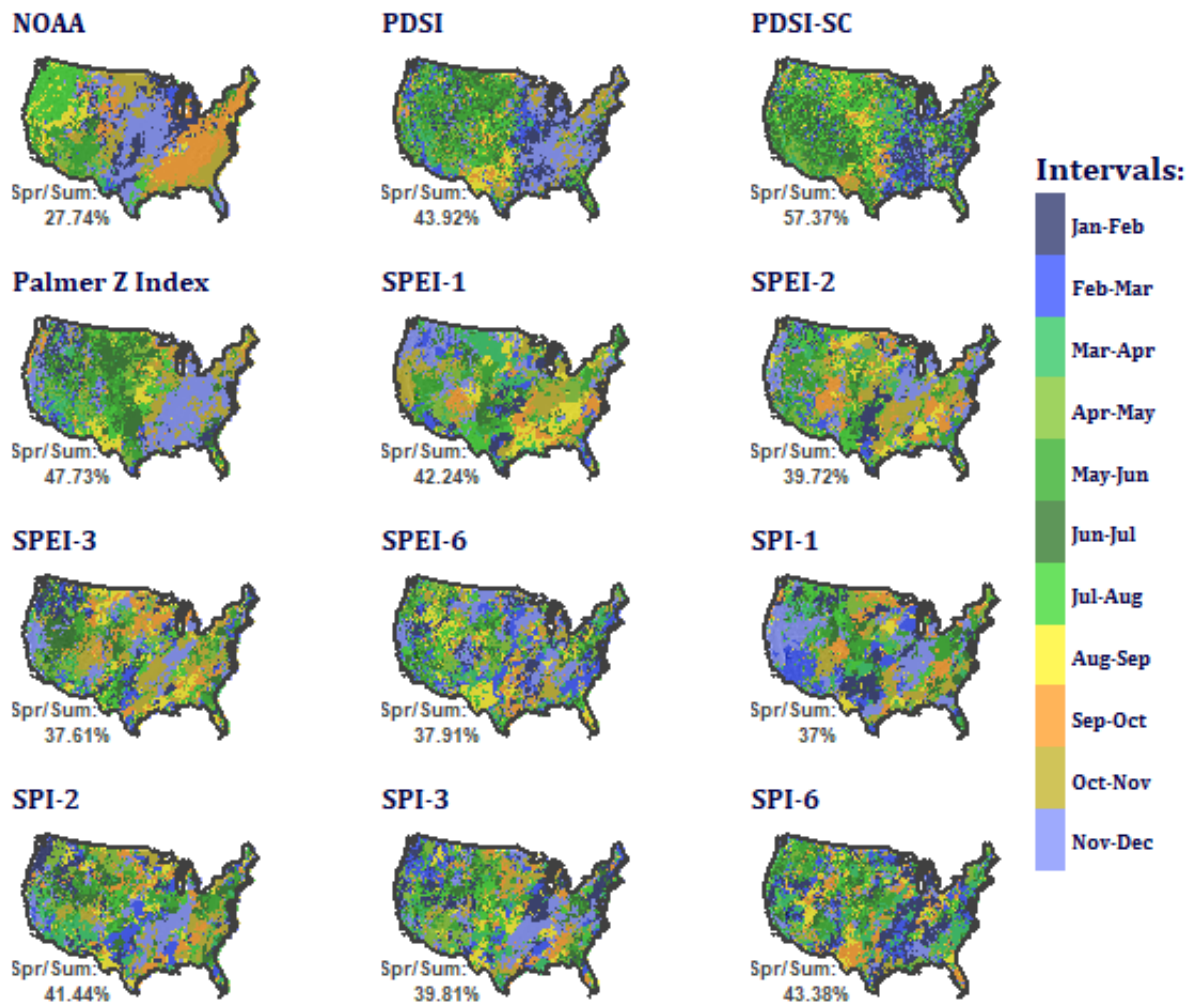 NOAA
PDSI
PDSI-SC
Spr/Sum:
27.74%
Spr/Sum:
43.92%
Spr/Sum:
57.37%
Palmer Z Index
SPEI-1
SPEI-2
Spr/Sum:
47.73%
Spr/Sum:
42.24%
Spr/Sum:
39.72%
SPEI-3
SPEI-6
SPI-1
Spr/Sum:
37.61%
Spr/Sum:
37.91%
Spr/Sum:
37%
SPI-2
SPI-3
SPI-6
Spr/Sum:
41.44%
Spr/Sum:
39.81%
Spr/Sum:
43.38%
Intervals:
Jan-Feb
Feb-Mar
Mar-Apr
Apr-May
May-Jun
Jun-Jul
Jul-Aug
Aug-Sep
Sep-Oct
Oct-Nov
Nov-Dec